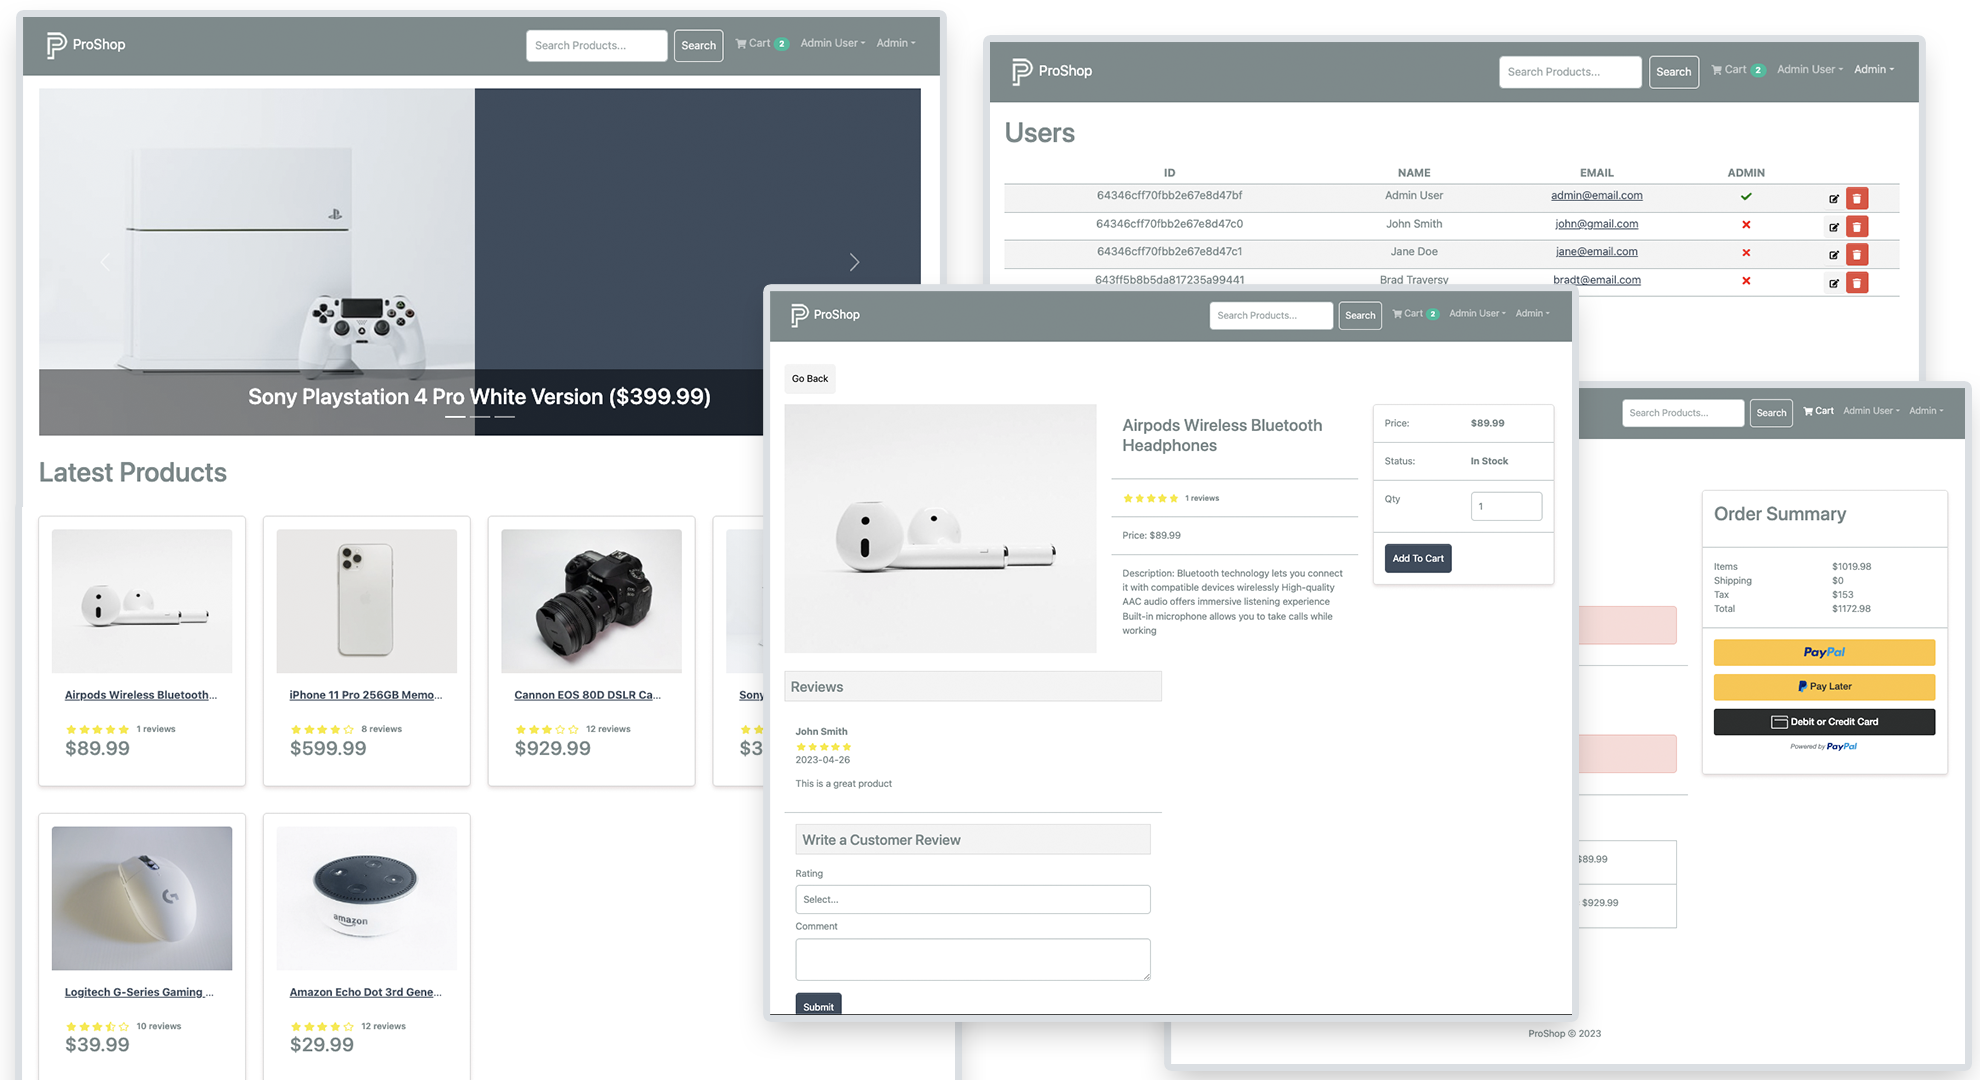 ProShop
Search Products...
Search
Cart 2
Admin User
Admin
Sony Playstation 4 Pro White Version ($399.99)
Latest Products
Airpods Wireless Bluetooth...
1 reviews
$89.99
iPhone 11 Pro 256GB Memo...
8 reviews
$599.99
Cannon EOS 80D DSLR Ca...
12 reviews
$929.99
Sony
$3
Logitech G-Series Gaming ...
10 reviews
$39.99
amazon
Amazon Echo Dot 3rd Gene...
12 reviews
$29.99
ProShop
Search Products...
Search
Cart 2
Admin User
Admin
Users
ID NAME EMAIL ADMIN
64346cff70fbb2e67e8d47bf Admin User admin@email.com
64346cff70fbb2e67e8d47c0 John Smith john@gmail.com
64346cff70fbb2e67e8d47c1 Jane Doe jane@email.com
643ff5b8b5da817235a99441 Brad Traversy bradt@email.com
ProShop
Search Products...
Search
Cart 2
Admin User
Admin
Go Back
Airpods Wireless Bluetooth
Headphones
1 reviews
Price: $89.99
Description: Bluetooth technology lets you connect
it with compatible devices wirelessly High-quality
AAC audio offers immersive listening experience
Built-in microphone allows you to take calls while
working
Price: $89.99
Status: In Stock
Qty 1
Add To Cart
Reviews
John Smith
2023-04-26
This is a great product
Write a Customer Review
Rating
Select...
Comment
Submit
Search Products...
Search
Cart
Admin User
Admin
Order Summary
Items $1019.98
Shipping $0
Tax $153
Total $1172.98
PayPal
Pay Later
Debit or Credit Card
Powered by PayPal
$89.99
$929.99
ProShop © 2023